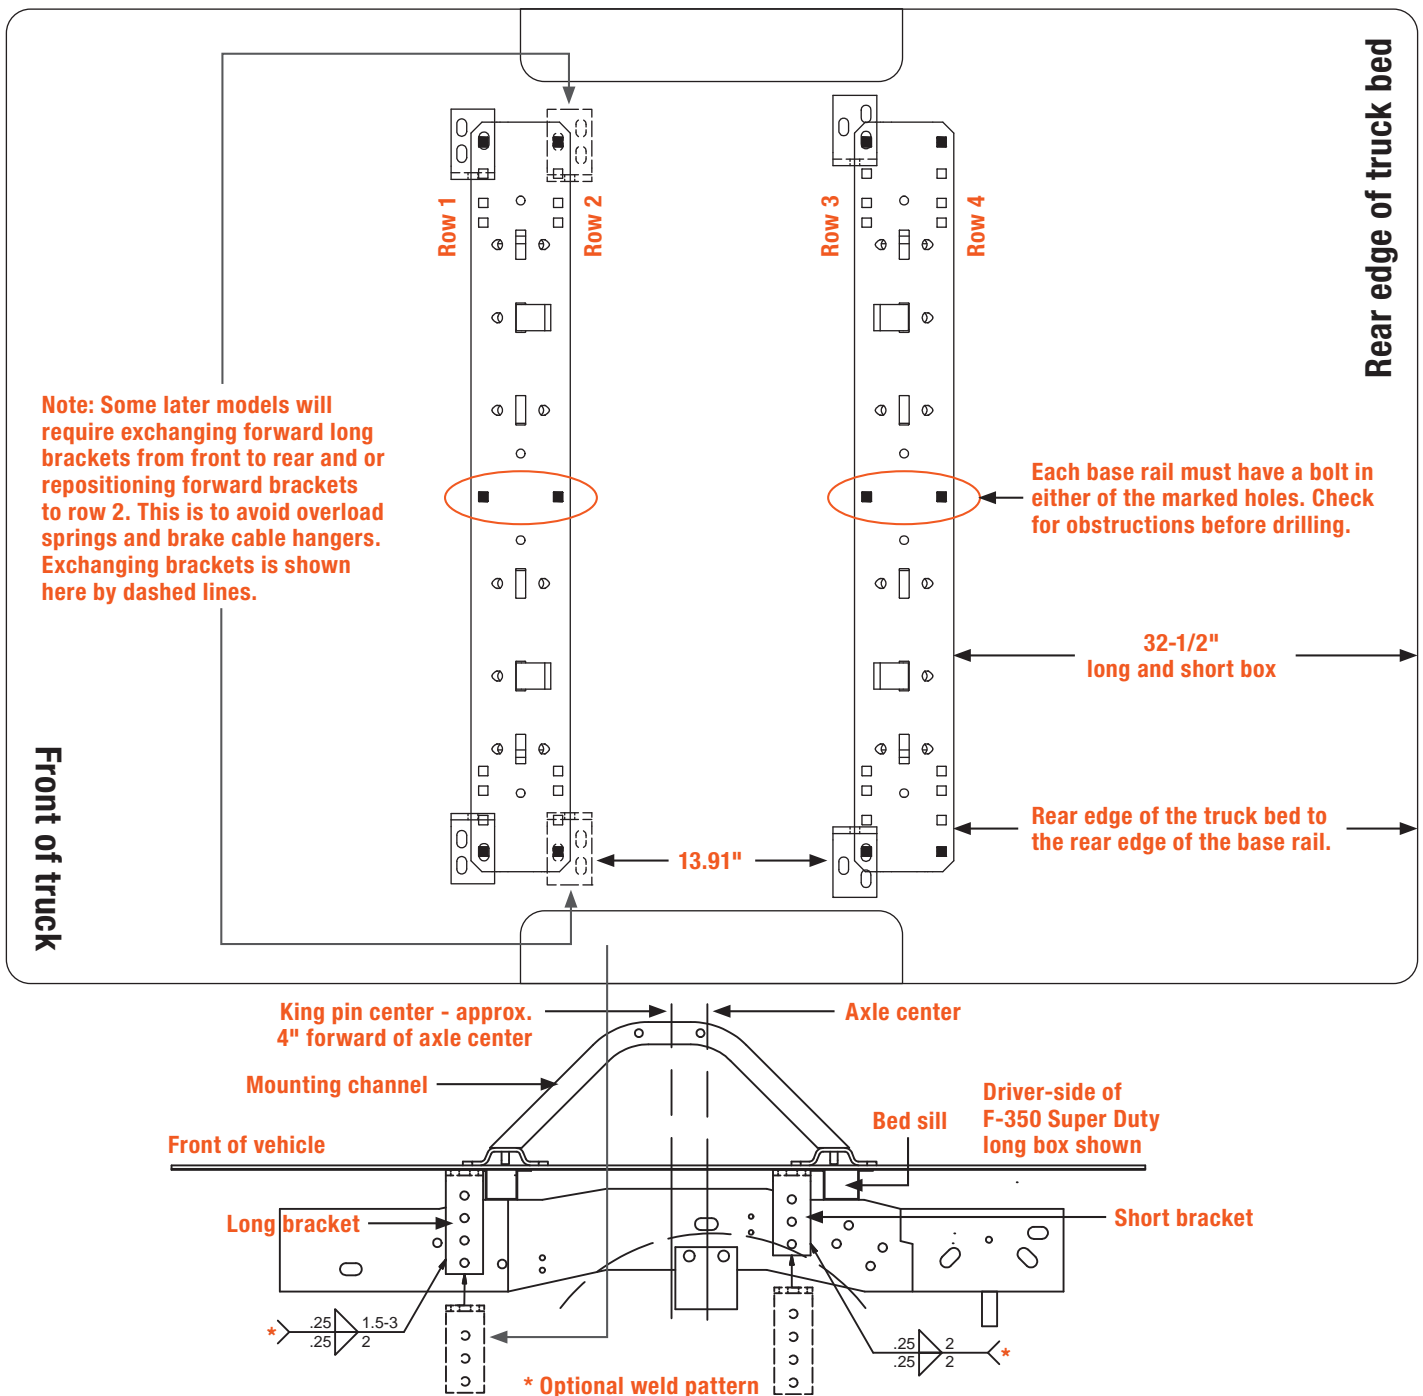 Rear edge of truck bed
Row 1
Row 2
Row 3
Row 4
Note: Some later models will
require exchanging forward long
brackets from front to rear and or
repositioning forward brackets
to row 2. This is to avoid overload
springs and brake cable hangers.
Exchanging brackets is shown
here by dashed lines.
Each base rail must have a bolt in
either of the marked holes. Check
for obstructions before drilling.
32-1/2"
long and short box
Front of truck
Rear edge of the truck bed to
the rear edge of the base rail.
13.91"
King pin center - approx.
4" forward of axle center
Axle center
Mounting channel
Driver-side of
F-350 Super Duty
long box shown
Bed sill
Front of vehicle
Long bracket
Short bracket
* .25 1.5-3
.25 2
.25 2 *
.25 2
* Optional weld pattern